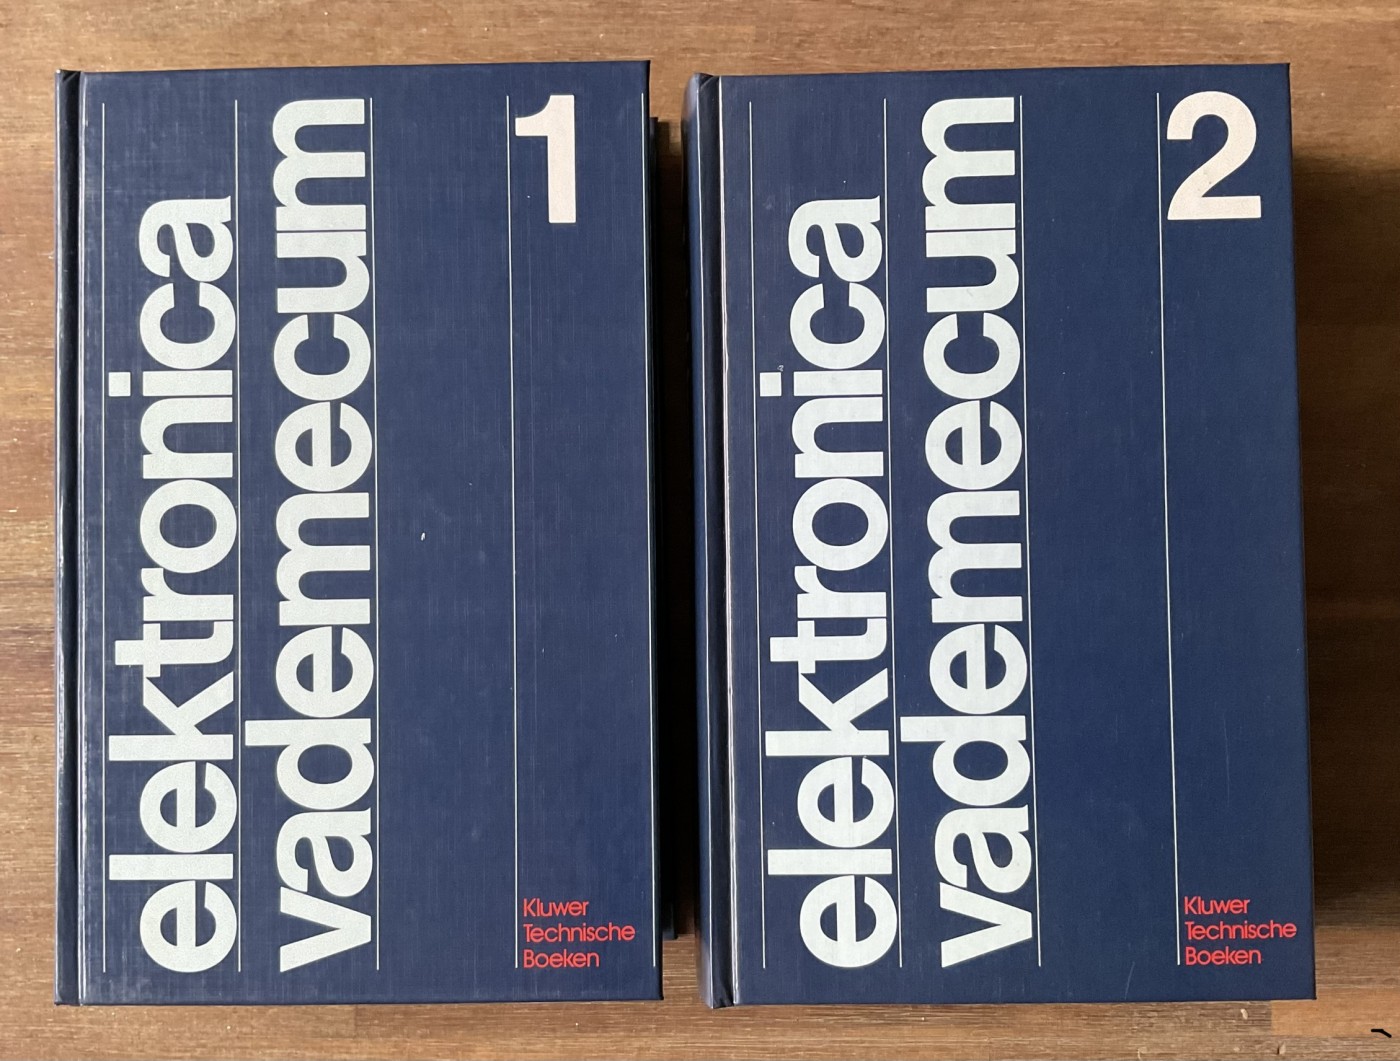 elektronica
vademecum
1
Kluwer
Technische
Boeken
elektronica
vademecum
2
Kluwer
Technische
Boeken